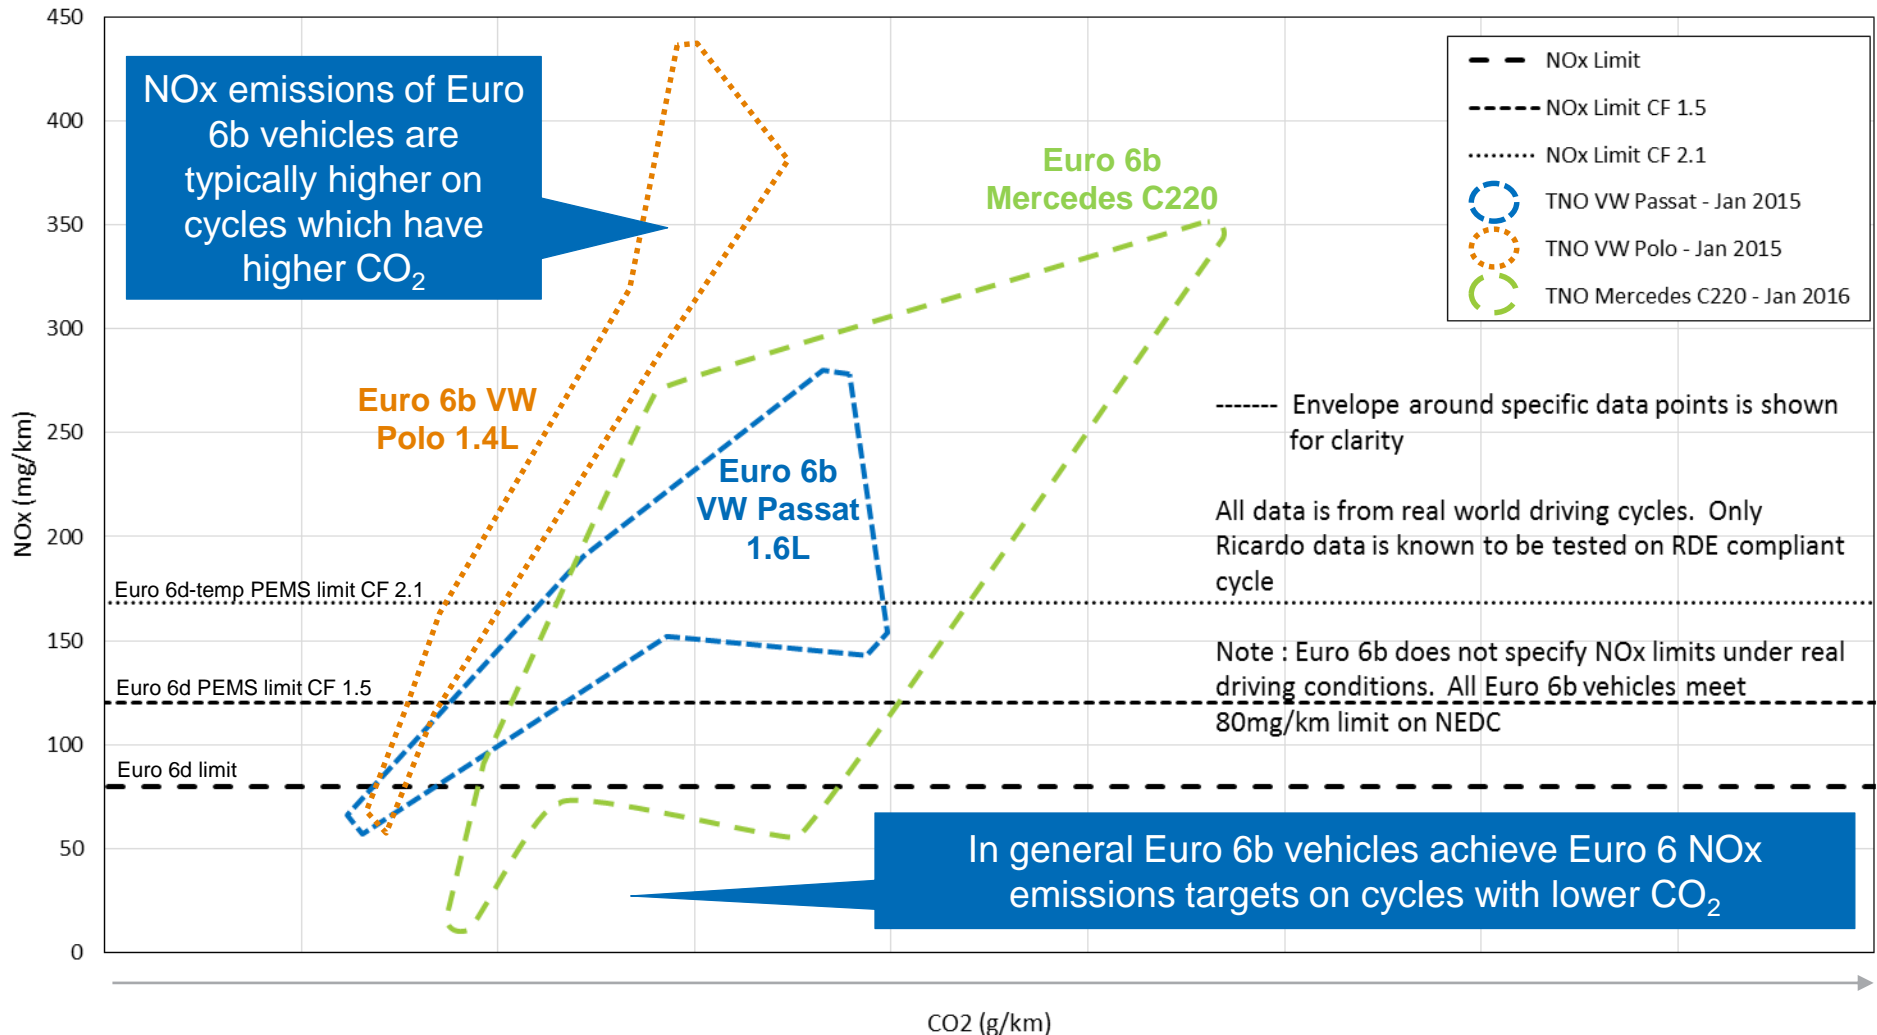 450
400
350
300
250
200
150
100
50
0
NOx (mg/km)
CO2 (g/km)
NOx emissions of Euro
6b vehicles are
typically higher on
cycles which have
higher CO₂
Euro 6b
Mercedes C220
NOx Limit
NOx Limit CF 1.5
NOx Limit CF 2.1
TNO VW Passat - Jan 2015
TNO VW Polo - Jan 2015
TNO Mercedes C220 - Jan 2016
Euro 6b VW
Polo 1.4L
Euro 6b
VW Passat
1.6L
------- Envelope around specific data points is shown
for clarity
All data is from real world driving cycles. Only
Ricardo data is known to be tested on RDE compliant
cycle
Euro 6d-temp PEMS limit CF 2.1
Note : Euro 6b does not specify NOx limits under real
driving conditions. All Euro 6b vehicles meet
80mg/km limit on NEDC
Euro 6d PEMS limit CF 1.5
Euro 6d limit
In general Euro 6b vehicles achieve Euro 6 NOx
emissions targets on cycles with lower CO₂